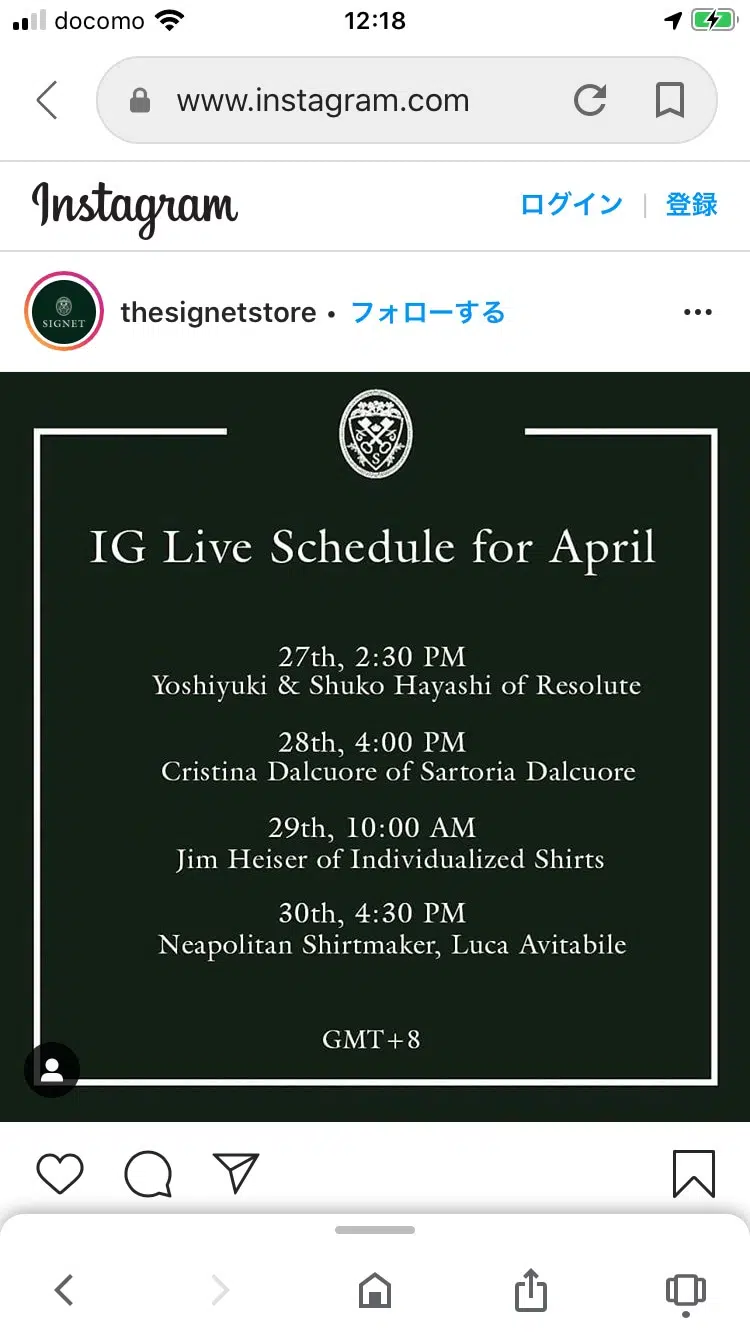 docomo 12:18
www.instagram.com
Instagram ログイン | 登録
SIGNET
thesignetstore • フォローする
S
IG Live Schedule for April
27th, 2:30 PM
Yoshiyuki & Shuko Hayashi of Resolute
28th, 4:00 PM
Cristina Dalcuore of Sartoria Dalcuore
29th, 10:00 AM
Jim Heiser of Individualized Shirts
30th, 4:30 PM
Neapolitan Shirtmaker, Luca Avitabile
GMT+8